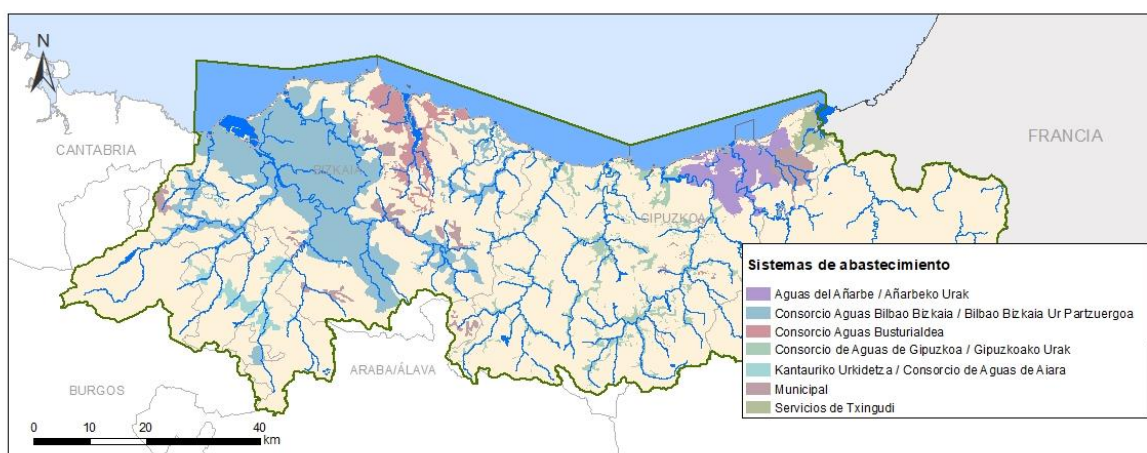 N
CANTABRIA
BIZKAIA
GIPUZKOA
FRANCIA
ARABA/ÁLAVA
BURGOS
0 10 20 40
km
Sistemas de abastecimiento
Aguas del Añarbe / Añarbeko Urak
Consorcio Aguas Bilbao Bizkaia / Bilbao Bizkaia Ur Partzuergoa
Consorcio Aguas Busturialdea
Consorcio de Aguas de Gipuzkoa / Gipuzkoako Urak
Kantauriko Urkidetza / Consorcio de Aguas de Aiara
Municipal
Servicios de Txingudi